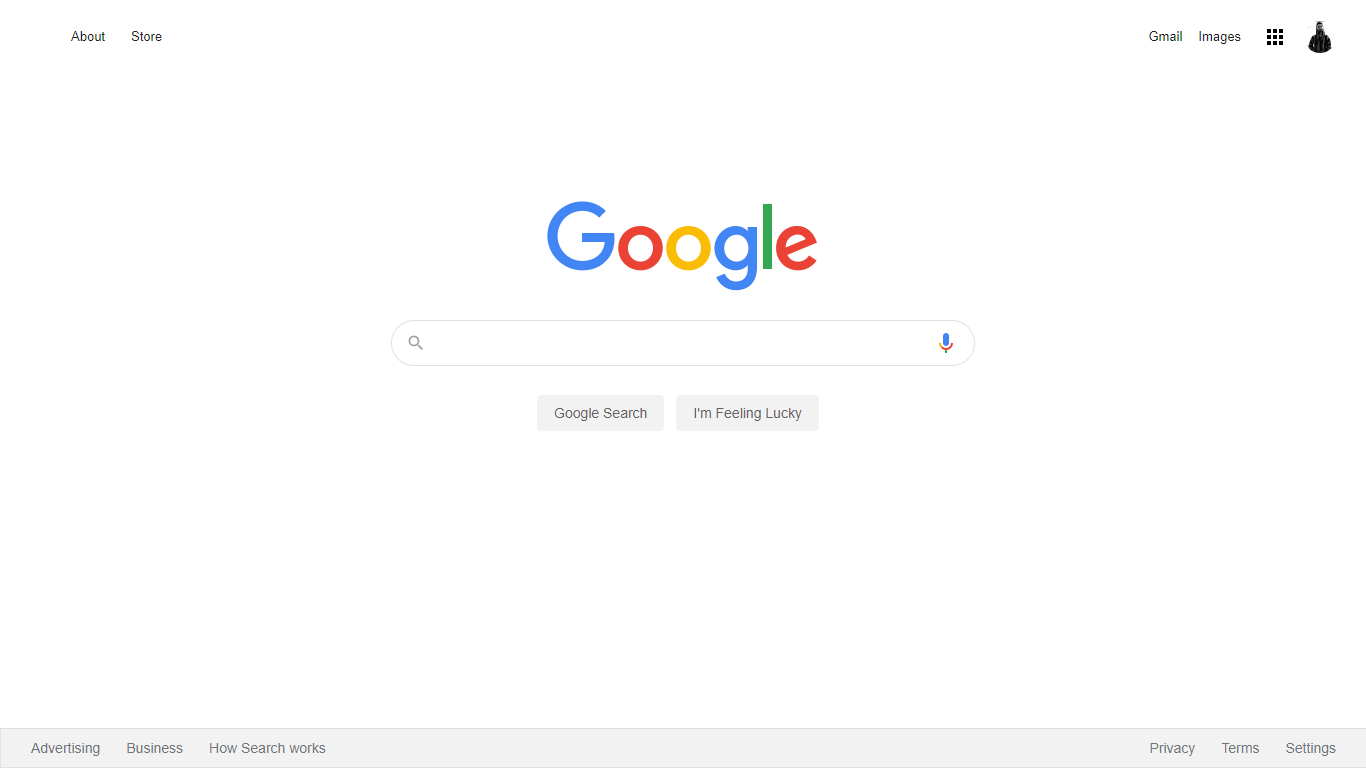 About Store Gmail Images
Google
Google Search I'm Feeling Lucky
Advertising Business How Search works Privacy Terms Settings